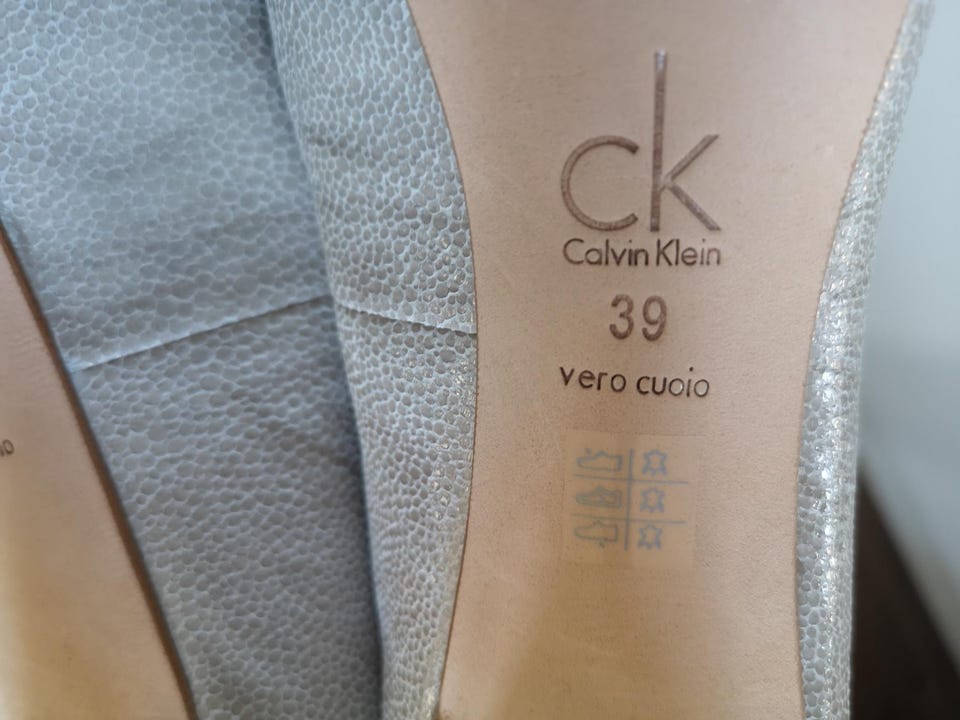 ck
Calvin Klein
39
vero cuoio